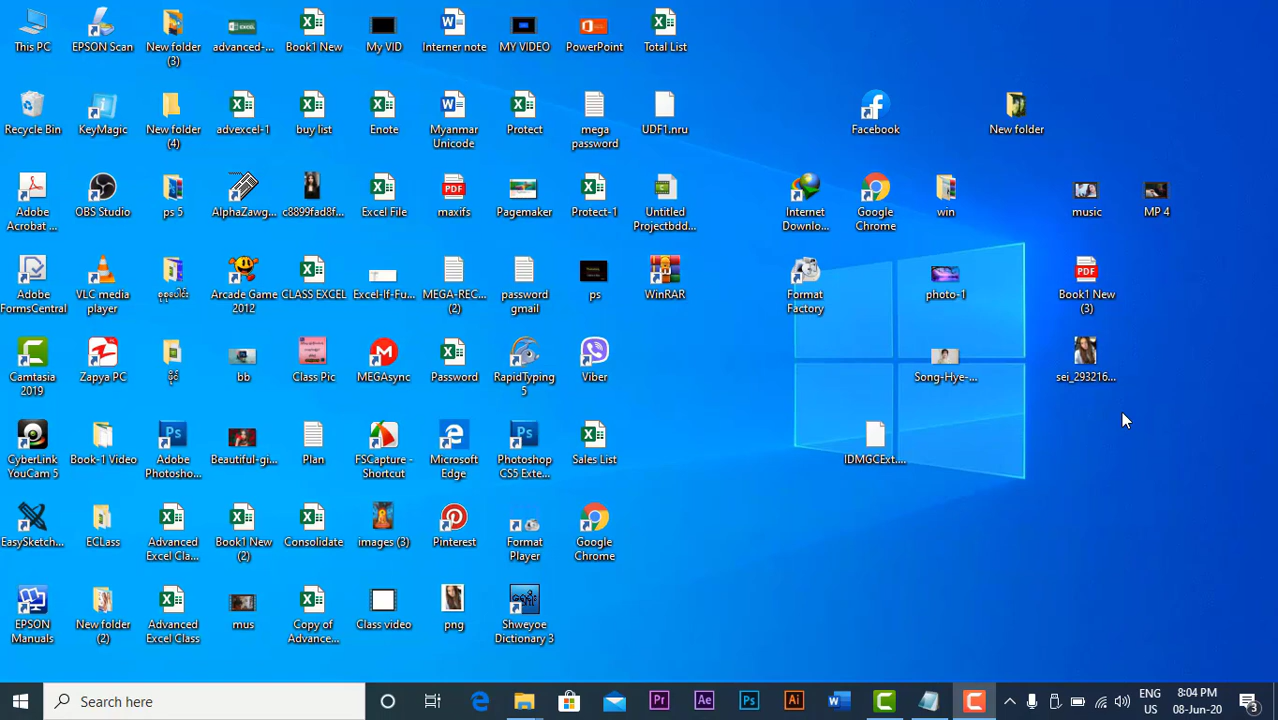 This PC
EPSON Scan
New folder
(3)
advanced-...
Book1 New
My VID
Interner note
MY VIDEO
PowerPoint
Total List
Recycle Bin
KeyMagic
New folder
(4)
advexcel-1
buy list
Enote
Myanmar
Unicode
Protect
mega
password
UDF1.nru
Facebook
New folder
Adobe
Acrobat ...
OBS Studio
ps 5
AlphaZawg...
c8899fad8f...
Excel File
maxifs
Pagemaker
Protect-1
Untitled
Projectbdd...
Internet
Downlo...
Google
Chrome
win
music
MP 4
Adobe
FormsCentral
VLC media
player
စုစုပေါင်း
Arcade Game
2012
CLASS EXCEL
Excel-If-Fu...
MEGA-REC...
(2)
password
gmail
ps
WinRAR
Format
Factory
photo-1
Book1 New
(3)
Camtasia
2019
Zapya PC
ခိုင်
bb
Class Pic
MEGAsync
Password
RapidTyping
5
Viber
Song-Hye-...
sei_293216...
CyberLink
YouCam 5
Book-1 Video
Adobe
Photosho...
Beautiful-gi...
Plan
FSCapture -
Shortcut
Microsoft
Edge
Photoshop
CS5 Exte...
Sales List
IDMGCExt....
EasySketch...
ECLass
Advanced
Excel Cla...
Book1 New
(2)
Consolidate
images (3)
Pinterest
Format
Player
Google
Chrome
EPSON
Manuals
New folder
(2)
Advanced
Excel Class
mus
Copy of
Advance...
Class video
png
Shweyoe
Dictionary 3
Search here
ENG
US
8:04 PM
08-Jun-20
3